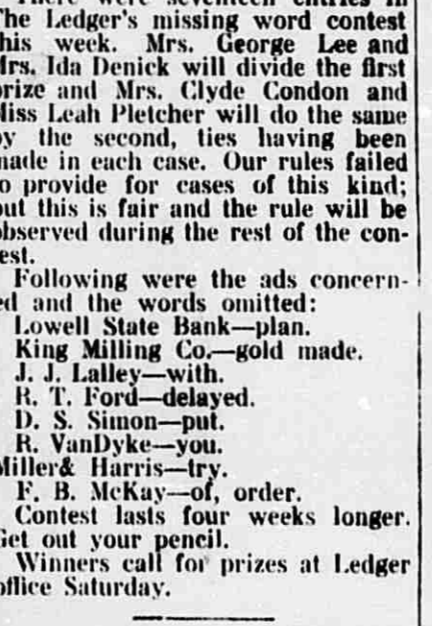 There were seventeen entries in
The Ledger's missing word contest
this week. Mrs. George Lee and
Mrs. Ida Denick will divide the first
prize and Mrs. Clyde Condon and
Miss Leah Pletcher will do the same
by the second, ties having been
made in each case. Our rules failed
to provide for cases of this kind;
but this is fair and the rule will be
observed during the rest of the con-
test.
Following were the ads concern-
ed and the words omitted:
Lowell State Bank—plan.
King Milling Co.—gold made.
J. J. Lalley—with.
R. T. Ford—delayed.
D. S. Simon—put.
R. VanDyke—you.
Miller& Harris—try.
F. B. McKay—of, order.
Contest lasts four weeks longer.
Get out your pencil.
Winners call for prizes at Ledger
office Saturday.